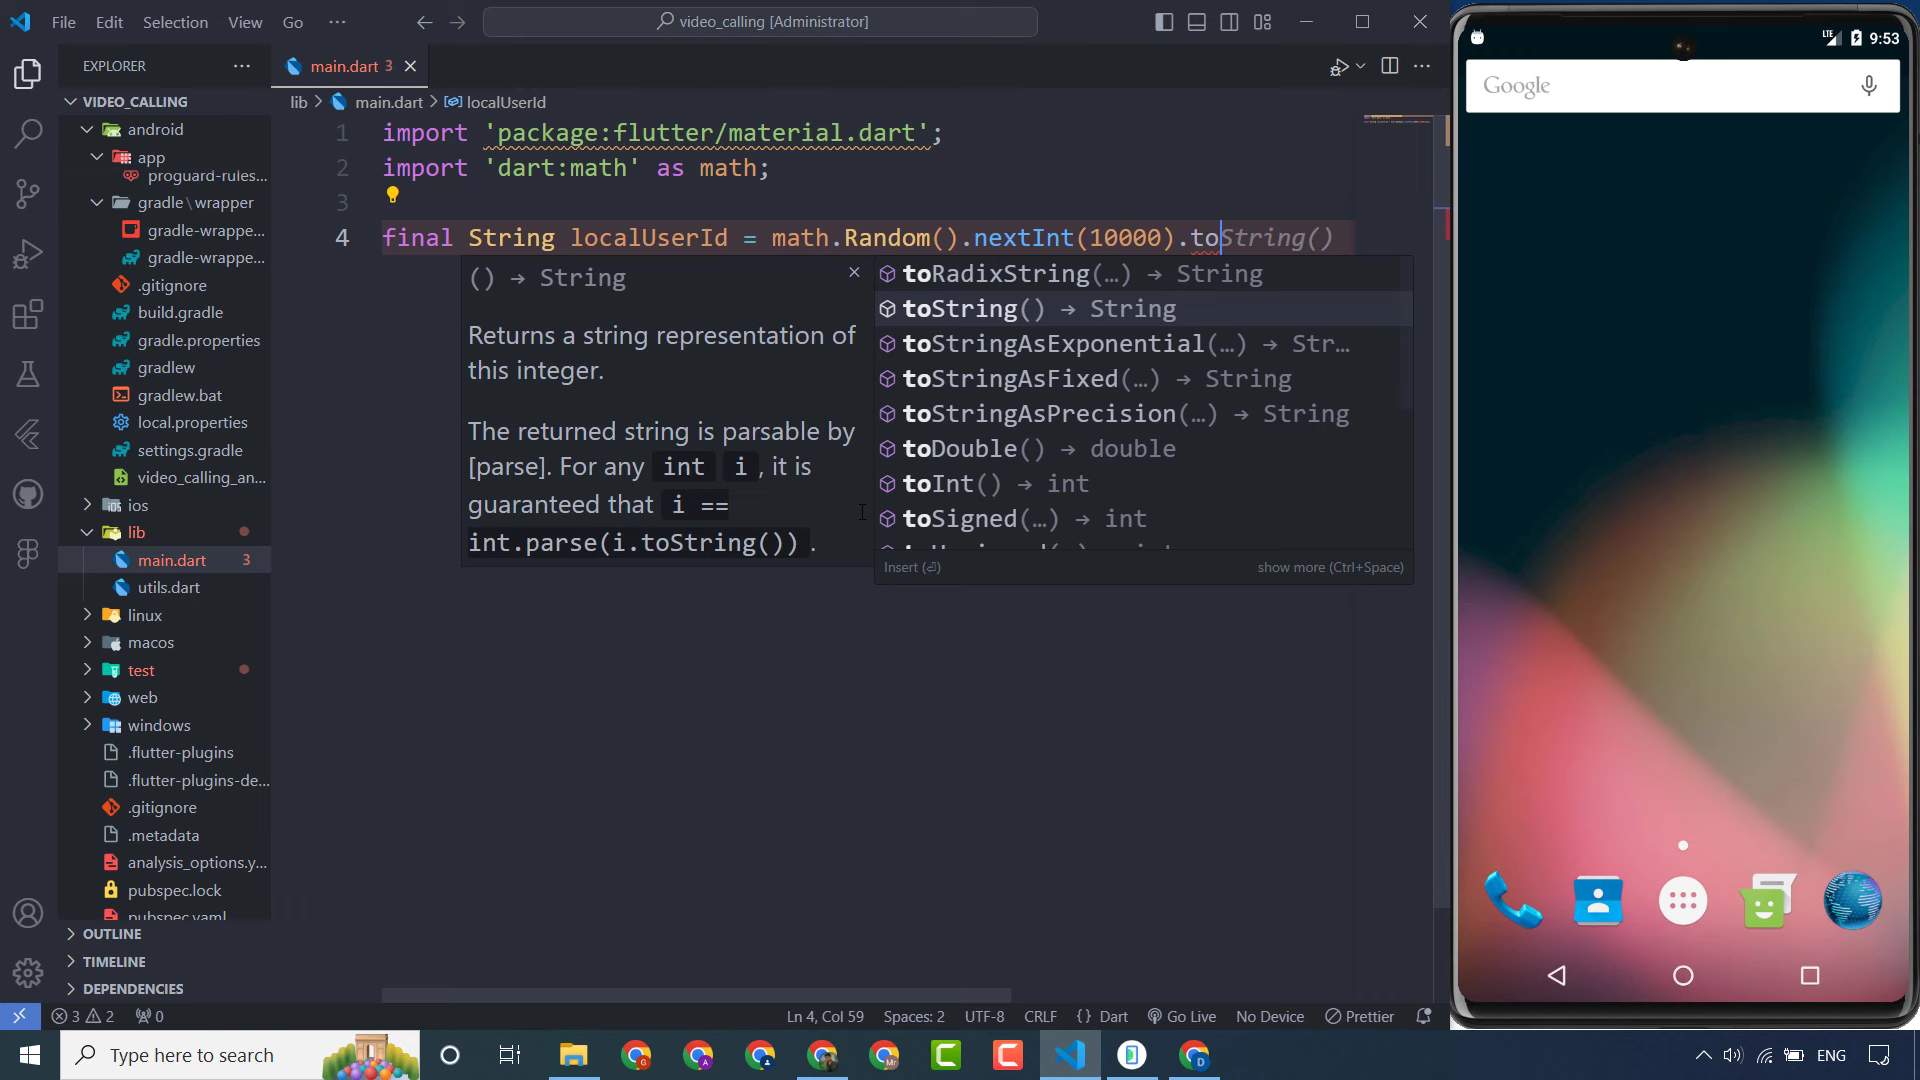 File Edit Selection View Go ···
video_calling [Administrator]
EXPLORER ···
VIDEO_CALLING
android
app
proguard-rules...
gradle\wrapper
gradle-wrappe...
gradle-wrappe...
.gitignore
build.gradle
gradle.properties
gradlew
gradlew.bat
local.properties
settings.gradle
video_calling_an...
ios
lib
main.dart 3
utils.dart
linux
macos
test
web
windows
.flutter-plugins
.flutter-plugins-de...
.gitignore
.metadata
analysis_options.y...
pubspec.lock
pubspec.yaml
OUTLINE
TIMELINE
DEPENDENCIES
main.dart 3
lib > main.dart > localUserId
1 import 'package:flutter/material.dart';
2 import 'dart:math' as math;
3
4 final String localUserId = math.Random().nextInt(10000).toString()
() → String
Returns a string representation of
this integer.
The returned string is parsable by
[parse]. For any int i, it is
guaranteed that i ==
int.parse(i.toString()).
toRadixString(…) → String
toString() → String
toStringAsExponential(…) → Str…
toStringAsFixed(…) → String
toStringAsPrecision(…) → String
toDouble() → double
toInt() → int
toSigned(…) → int
Insert (⏎) show more (Ctrl+Space)
3 2 0 Ln 4, Col 59 Spaces: 2 UTF-8 CRLF {} Dart Go Live No Device Prettier
Type here to search
ENG
LTE 9:53
Google